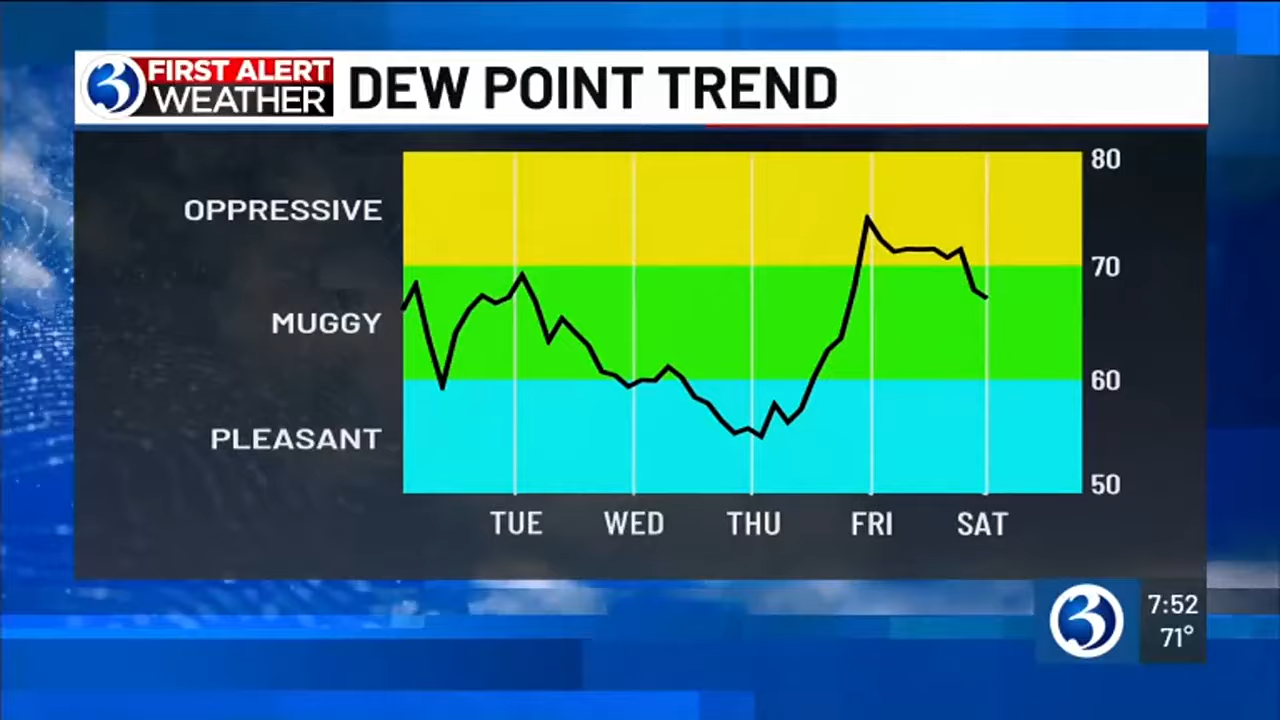 3 FIRST ALERT
WEATHER
DEW POINT TREND
80
OPPRESSIVE
70
MUGGY
60
PLEASANT
50
TUE WED THU FRI SAT
3
7:52
71°